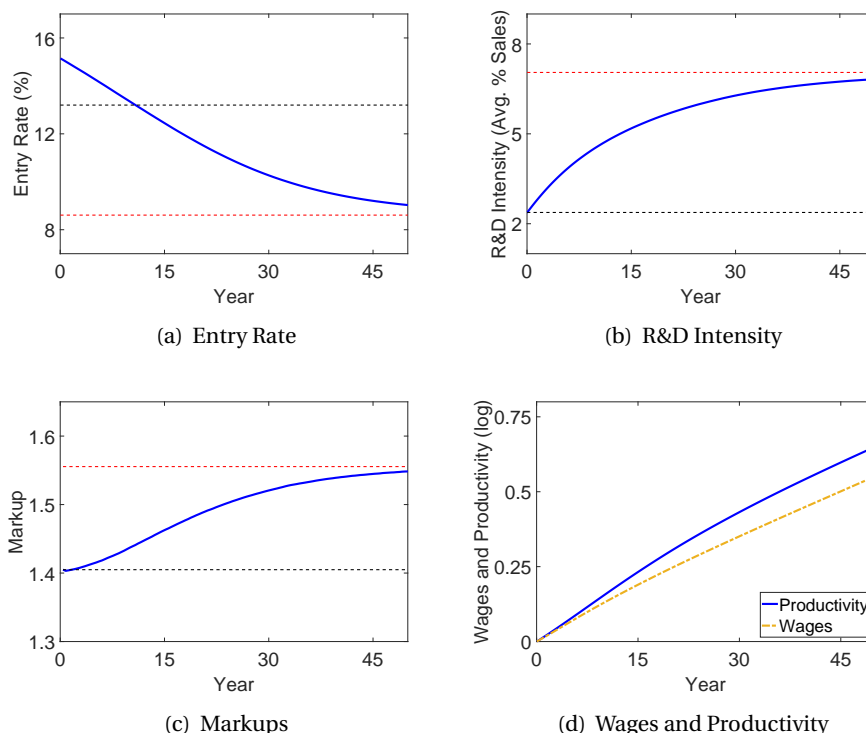 16
12
8
0 15 30 45
Entry Rate (%)
Year
(a) Entry Rate
8
5
2
0 15 30 45
R&D Intensity (Avg. % Sales)
Year
(b) R&D Intensity
1.6
1.5
1.4
1.3
0 15 30 45
Markup
Year
(c) Markups
0.75
0.5
0.25
0
0 15 30 45
Wages and Productivity (log)
Productivity
Wages
Year
(d) Wages and Productivity